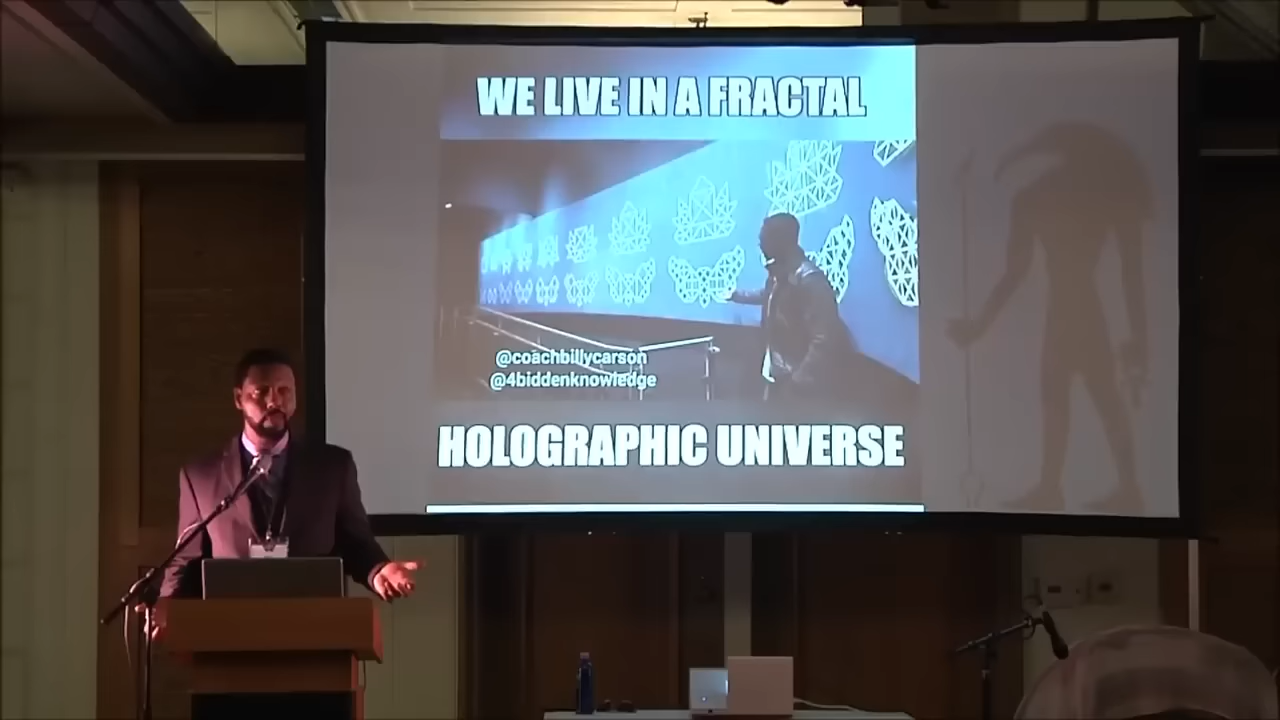 WE LIVE IN A FRACTAL
@coachbillycarson
@4biddenknowledge
HOLOGRAPHIC UNIVERSE